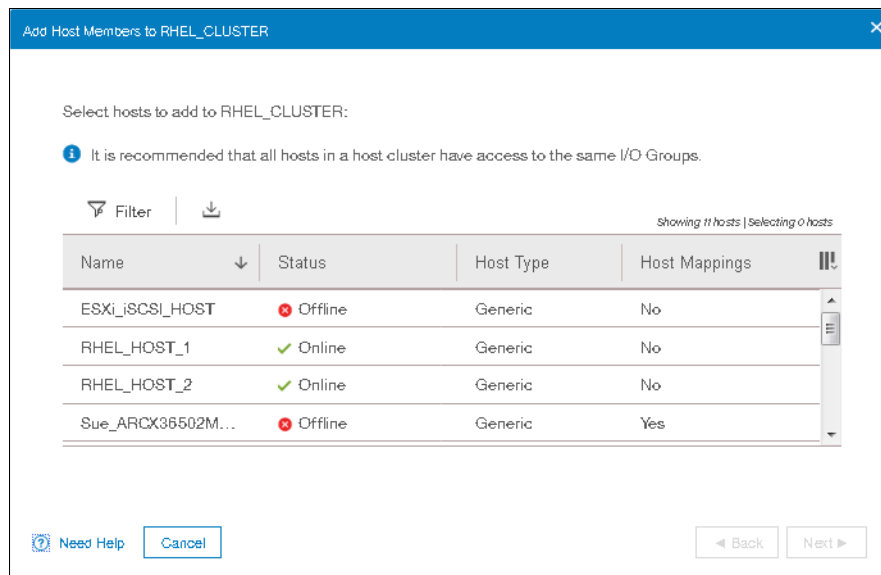 Add Host Members to RHEL_CLUSTER
Select hosts to add to RHEL_CLUSTER:
It is recommended that all hosts in a host cluster have access to the same I/O Groups.
Filter
Showing 11 hosts | Selecting 0 hosts
Name Status Host Type Host Mappings
ESXi_iSCSI_HOST Offline Generic No
RHEL_HOST_1 Online Generic No
RHEL_HOST_2 Online Generic No
Sue_ARCX36502M... Offline Generic Yes
Need Help Cancel Back Next